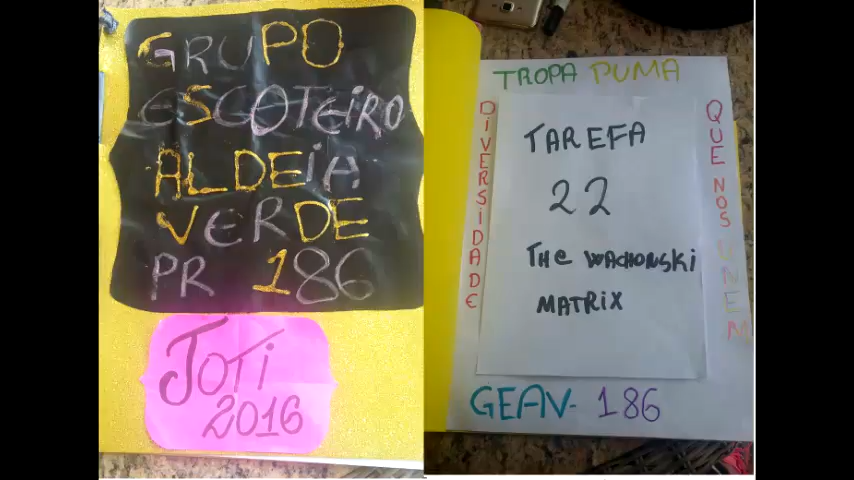 GRUPO
ESCOTEIRO
ALDEIA
VERDE
PR 186
JOTI
2016
TROPA PUMA
DIVERSIDADE
TAREFA
22
THE WACHONSKI
MATRIX
QUE NOS UNEM
GEAV- 186